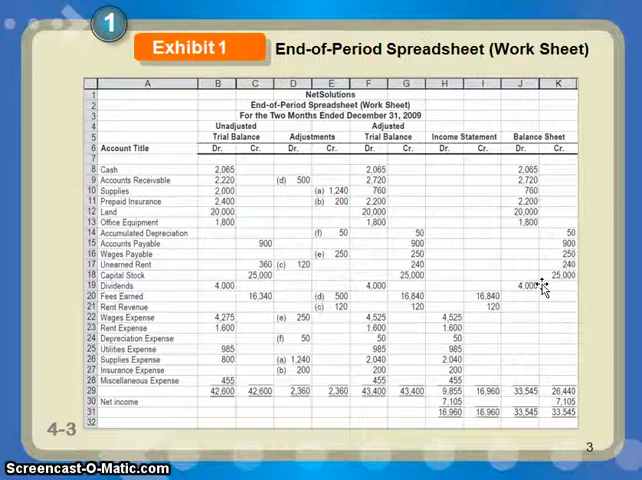 1
Exhibit 1 End-of-Period Spreadsheet (Work Sheet)
A B C D E F G H I J K
1 NetSolutions
2 End-of-Period Spreadsheet (Work Sheet)
3 For the Two Months Ended December 31, 2009
4 Unadjusted Adjusted
5 Trial Balance Adjustments Trial Balance Income Statement Balance Sheet
6 Account Title Dr. Cr. Dr. Cr. Dr. Cr. Dr. Cr. Dr. Cr.
7
8 Cash 2,065 2,065 2,065
9 Accounts Receivable 2,220 (d) 500 2,720 2,720
10 Supplies 2,000 (a) 1,240 760 760
11 Prepaid Insurance 2,400 (b) 200 2,200 2,200
12 Land 20,000 20,000 20,000
13 Office Equipment 1,800 1,800 1,800
14 Accumulated Depreciation (f) 50 50 50
15 Accounts Payable 900 900 900
16 Wages Payable (e) 250 250 250
17 Unearned Rent 360 (c) 120 240 240
18 Capital Stock 25,000 25,000 25,000
19 Dividends 4,000 4,000 4,000
20 Fees Earned 16,340 (d) 500 16,840 16,840
21 Rent Revenue (c) 120 120 120
22 Wages Expense 4,275 (e) 250 4,525 4,525
23 Rent Expense 1,600 1,600 1,600
24 Depreciation Expense (f) 50 50 50
25 Utilities Expense 985 985 985
26 Supplies Expense 800 (a) 1,240 2,040 2,040
27 Insurance Expense (b) 200 200 200
28 Miscellaneous Expense 455 455 455
29 42,600 42,600 2,360 2,360 43,400 43,400 9,855 16,960 33,545 26,440
30 Net income 7,105 7,105
31 16,960 16,960 33,545 33,545
32
4-3
3
Screencast-O-Matic.com